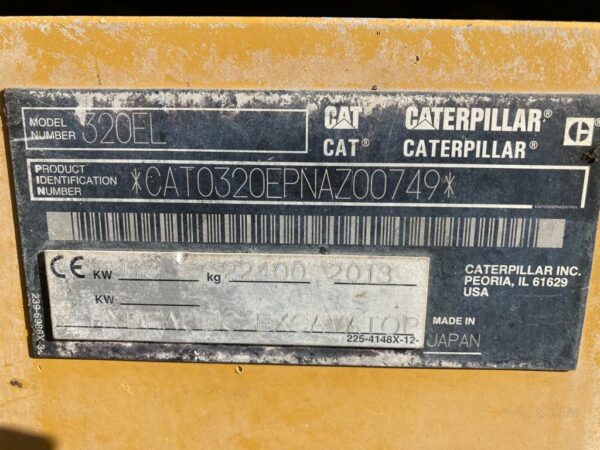 MODEL NUMBER 320EL
CAT® CATERPILLAR®
CAT® CATERPILLAR®
PRODUCT IDENTIFICATION NUMBER *CAT0320EPNAZ00749*
CE KW kg 22400 2013
KW
EXCAVATOR
225-4148X-12-
CATERPILLAR INC.
PEORIA, IL 61629
USA
MADE IN
JAPAN